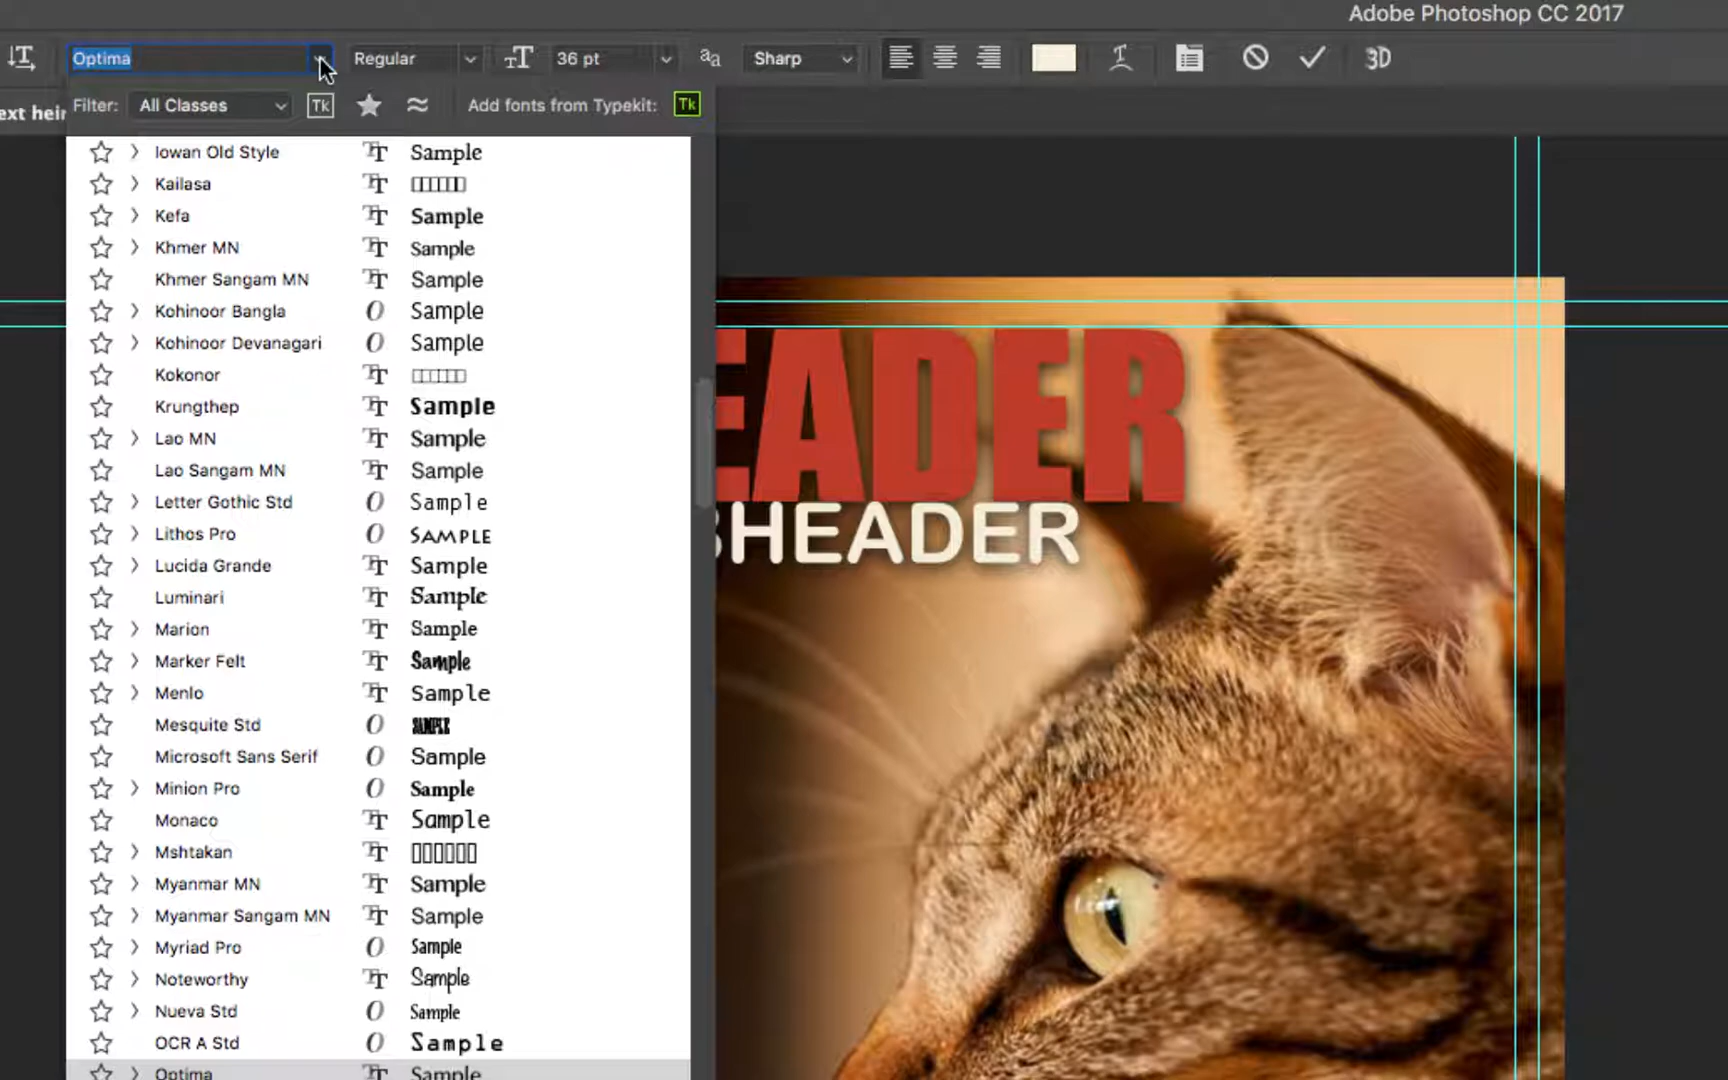 Adobe Photoshop CC 2017
Optima Regular 36 pt aa Sharp 3D
Filter: All Classes Tk Add fonts from Typekit: Tk
ext heir
Iowan Old Style Sample
Kailasa
Kefa Sample
Khmer MN Sample
Khmer Sangam MN Sample
Kohinoor Bangla Sample
Kohinoor Devanagari Sample
Kokonor
Krungthep Sample
Lao MN Sample
Lao Sangam MN Sample
Letter Gothic Std Sample
Lithos Pro SAMPLE
Lucida Grande Sample
Luminari Sample
Marion Sample
Marker Felt Sample
Menlo Sample
Mesquite Std SAMPLE
Microsoft Sans Serif Sample
Minion Pro Sample
Monaco Sample
Mshtakan
Myanmar MN Sample
Myanmar Sangam MN Sample
Myriad Pro Sample
Noteworthy Sample
Nueva Std Sample
OCR A Std Sample
Optima Sample
EADER
HEADER